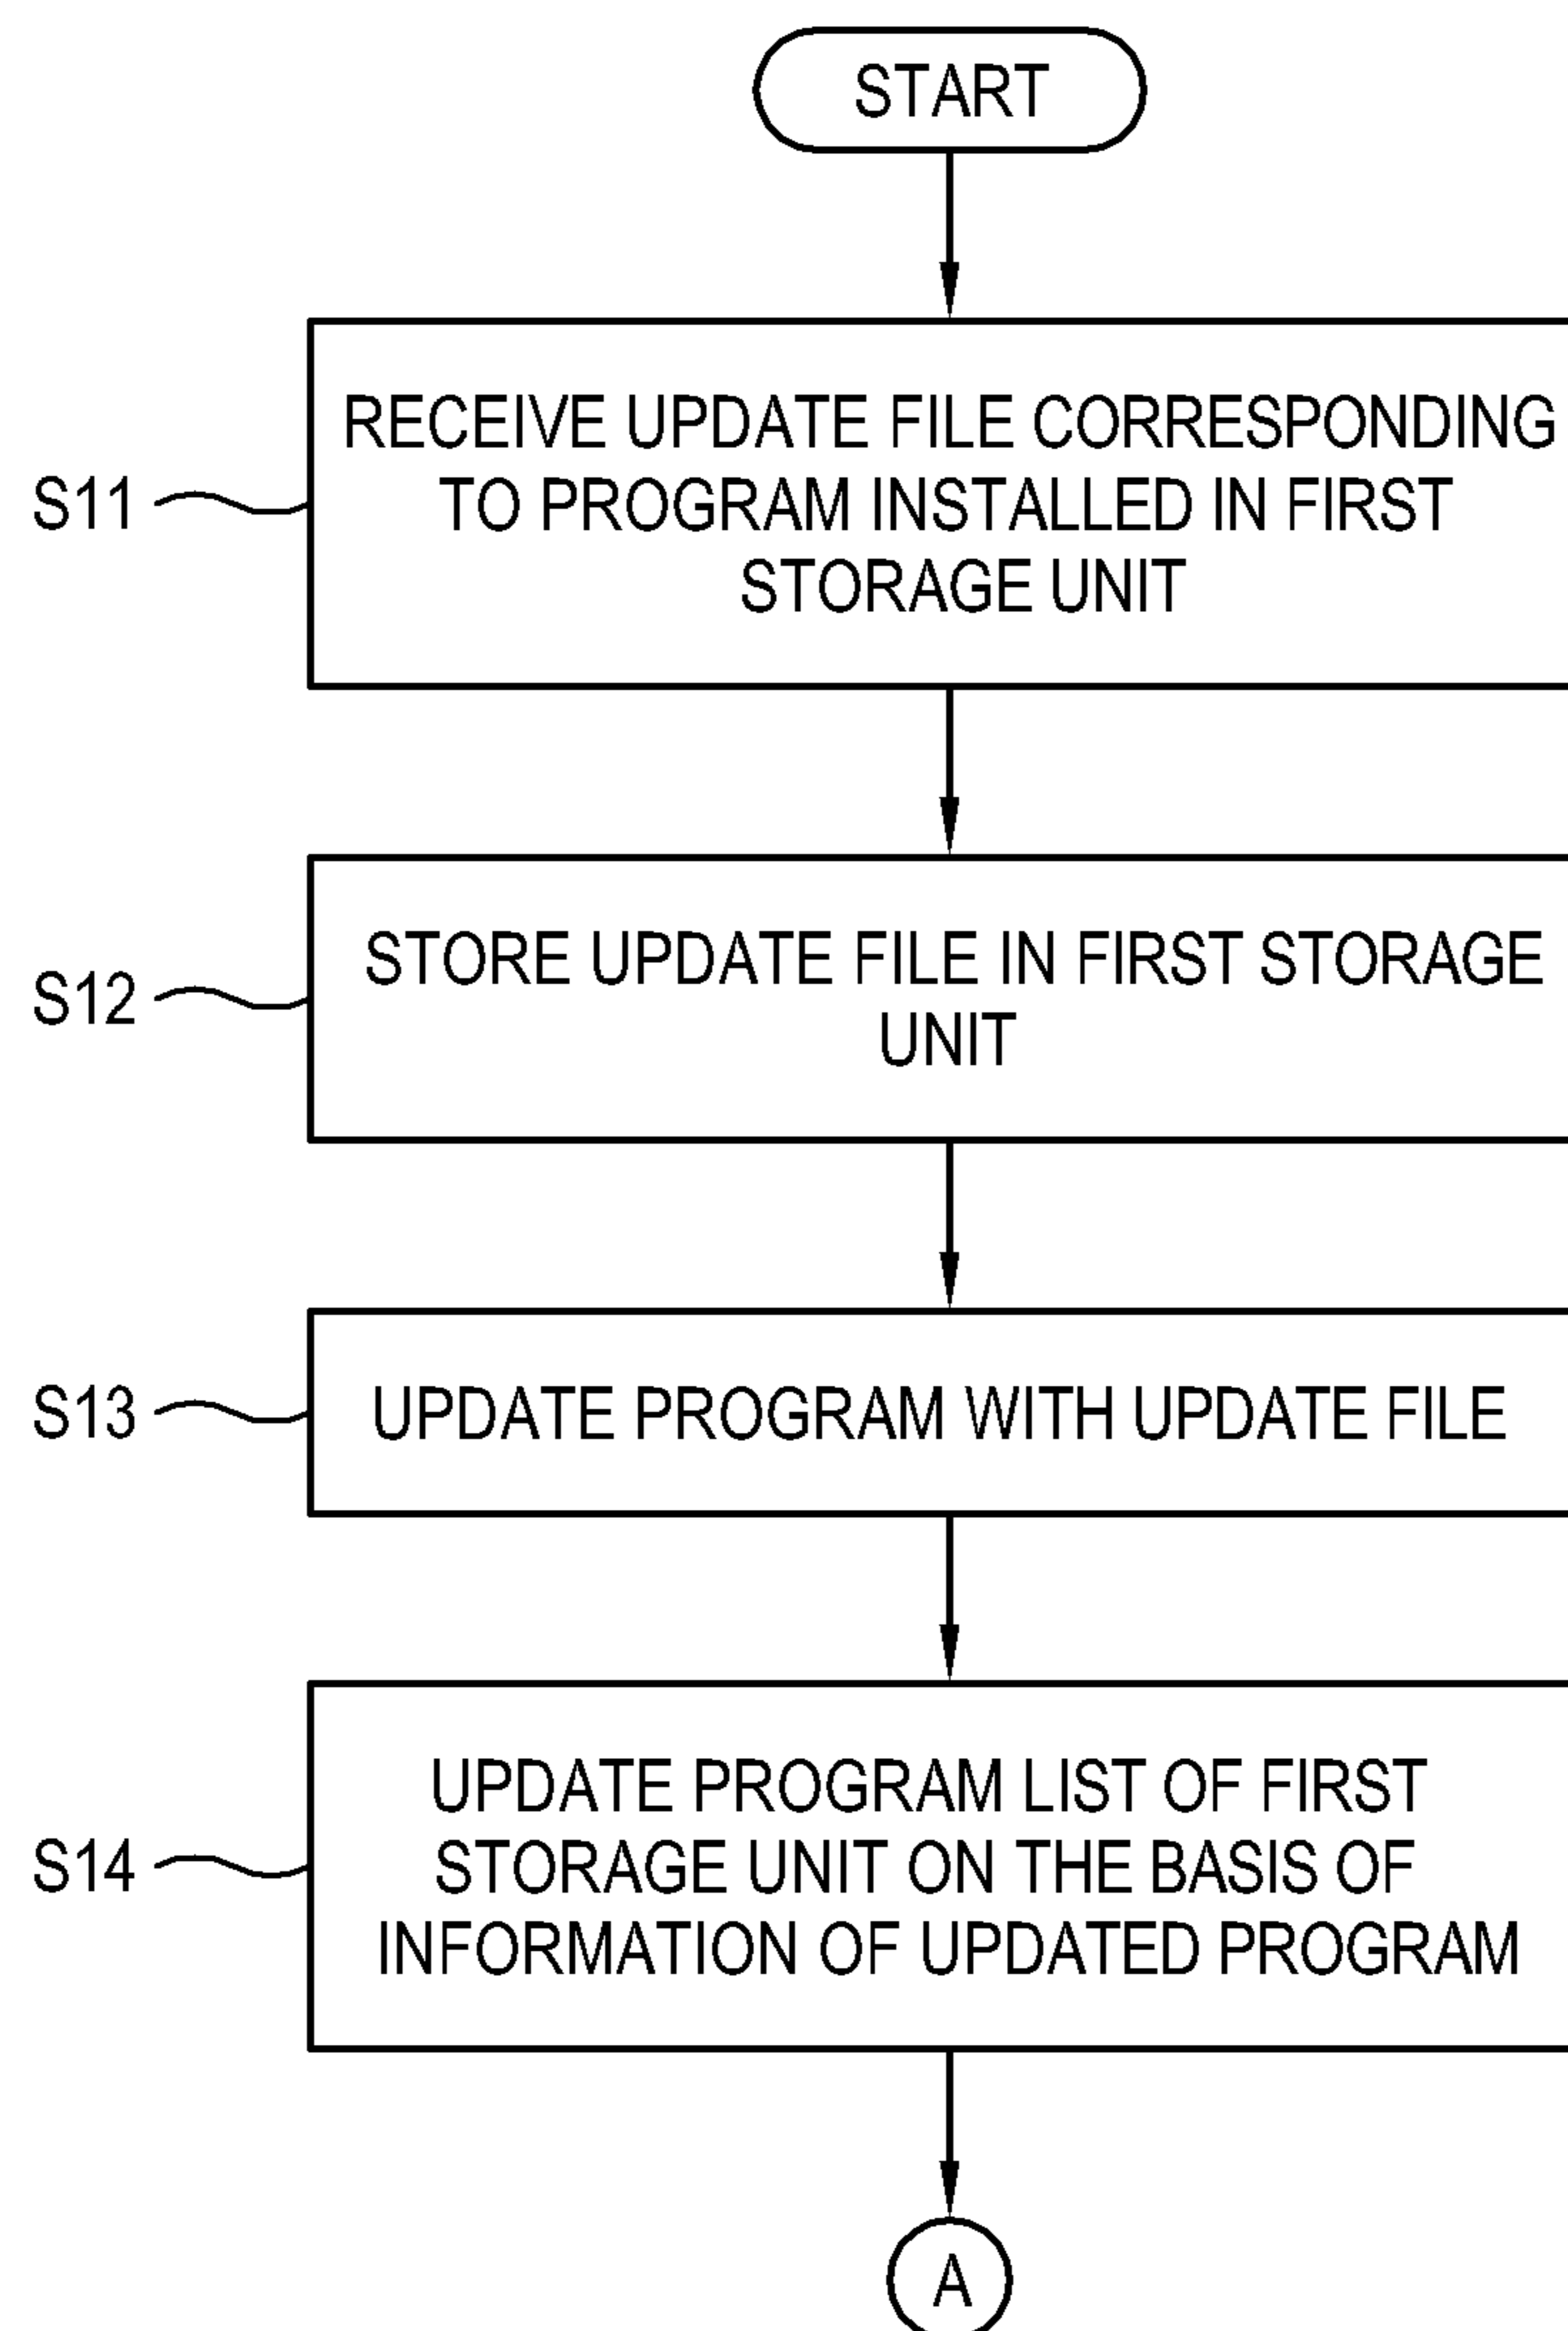 START
S11
RECEIVE UPDATE FILE CORRESPONDING
TO PROGRAM INSTALLED IN FIRST
STORAGE UNIT
S12
STORE UPDATE FILE IN FIRST STORAGE
UNIT
S13
UPDATE PROGRAM WITH UPDATE FILE
S14
UPDATE PROGRAM LIST OF FIRST
STORAGE UNIT ON THE BASIS OF
INFORMATION OF UPDATED PROGRAM
A